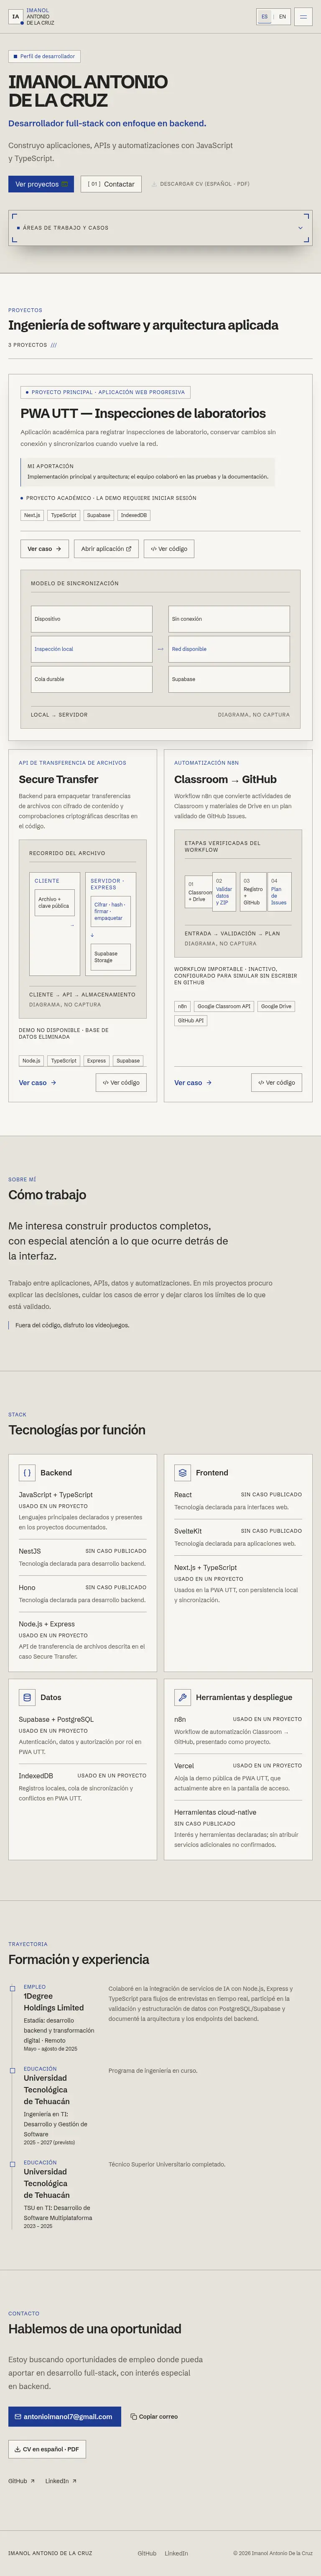 IA
IMANOL
ANTONIO
DE LA CRUZ
ES / EN
Perfil de desarrollador
IMANOL ANTONIO
DE LA CRUZ
Desarrollador full-stack con enfoque en backend.
Construyo aplicaciones, APIs y automatizaciones con JavaScript
y TypeScript.
Ver proyectos
[ 01 ] Contactar
DESCARGAR CV (ESPAÑOL · PDF)
ÁREAS DE TRABAJO Y CASOS
PROYECTOS
Ingeniería de software y arquitectura aplicada
3 PROYECTOS ///
PROYECTO PRINCIPAL · APLICACIÓN WEB PROGRESIVA
PWA UTT — Inspecciones de laboratorios
Aplicación académica para registrar inspecciones de laboratorio, conservar cambios sin
conexión y sincronizarlos cuando vuelve la red.
MI APORTACIÓN
Implementación principal y arquitectura; el equipo colaboró en las pruebas y la documentación.
PROYECTO ACADÉMICO · LA DEMO REQUIERE INICIAR SESIÓN
Next.js
TypeScript
Supabase
IndexedDB
Ver caso →
Abrir aplicación
Ver código
MODELO DE SINCRONIZACIÓN
Dispositivo
Inspección local
Cola durable
Sin conexión
Red disponible
Supabase
LOCAL → SERVIDOR
DIAGRAMA, NO CAPTURA
API DE TRANSFERENCIA DE ARCHIVOS
Secure Transfer
Backend para empaquetar transferencias
de archivos con cifrado de contenido y
comprobaciones criptográficas descritas en
el código.
RECORRIDO DEL ARCHIVO
CLIENTE
Archivo +
clave pública
→
SERVIDOR ·
EXPRESS
Cifrar · hash ·
firmar ·
empaquetar
↓
Supabase
Storage
CLIENTE → API → ALMACENAMIENTO
DIAGRAMA, NO CAPTURA
DEMO NO DISPONIBLE · BASE DE
DATOS ELIMINADA
Node.js
TypeScript
Express
Supabase
Ver caso →
Ver código
AUTOMATIZACIÓN N8N
Classroom → GitHub
Workflow n8n que convierte actividades de
Classroom y materiales de Drive en un plan
validado de GitHub Issues.
ETAPAS VERIFICADAS DEL
WORKFLOW
01
Classroom
+ Drive
02
Validar
datos
y ZIP
03
Registro
+
GitHub
04
Plan
de
Issues
ENTRADA → VALIDACIÓN → PLAN
DIAGRAMA, NO CAPTURA
WORKFLOW IMPORTABLE · INACTIVO,
CONFIGURADO PARA SIMULAR SIN ESCRIBIR
EN GITHUB
n8n
Google Classroom API
Google Drive
GitHub API
Ver caso →
Ver código
SOBRE MÍ
Cómo trabajo
Me interesa construir productos completos,
con especial atención a lo que ocurre detrás de
la interfaz.
Trabajo entre aplicaciones, APIs, datos y automatizaciones. En mis proyectos procuro
explicar las decisiones, cuidar los casos de error y dejar claros los límites de lo que
está validado.
Fuera del código, disfruto los videojuegos.
STACK
Tecnologías por función
Backend
JavaScript + TypeScript
USADO EN UN PROYECTO
Lenguajes principales declarados y presentes
en los proyectos documentados.
NestJS
SIN CASO PUBLICADO
Tecnología declarada para desarrollo backend.
Hono
SIN CASO PUBLICADO
Tecnología declarada para desarrollo backend.
Node.js + Express
USADO EN UN PROYECTO
API de transferencia de archivos descrita en el
caso Secure Transfer.
Frontend
React
SIN CASO PUBLICADO
Tecnología declarada para interfaces web.
SvelteKit
SIN CASO PUBLICADO
Tecnología declarada para aplicaciones web.
Next.js + TypeScript
USADO EN UN PROYECTO
Usados en la PWA UTT, con persistencia local
y sincronización.
Datos
Supabase + PostgreSQL
USADO EN UN PROYECTO
Autenticación, datos y autorización por rol en
PWA UTT.
IndexedDB
USADO EN UN PROYECTO
Registros locales, cola de sincronización y
conflictos en PWA UTT.
Herramientas y despliegue
n8n
USADO EN UN PROYECTO
Workflow de automatización Classroom →
GitHub, presentado como proyecto.
Vercel
USADO EN UN PROYECTO
Aloja la demo pública de PWA UTT, que
actualmente abre en la pantalla de acceso.
Herramientas cloud-native
SIN CASO PUBLICADO
Interés y herramientas declaradas; sin atribuir
servicios adicionales no confirmados.
TRAYECTORIA
Formación y experiencia
EMPLEO
1Degree
Holdings Limited
Estadía: desarrollo
backend y transformación
digital · Remoto
Mayo – agosto de 2025
Colaboré en la integración de servicios de IA con Node.js, Express y
TypeScript para flujos de entrevistas en tiempo real, participé en la
validación y estructuración de datos con PostgreSQL/Supabase y
documenté la arquitectura y los endpoints del backend.
EDUCACIÓN
Universidad
Tecnológica
de Tehuacán
Ingeniería en TI:
Desarrollo y Gestión de
Software
2025 – 2027 (previsto)
Programa de ingeniería en curso.
EDUCACIÓN
Universidad
Tecnológica
de Tehuacán
TSU en TI: Desarrollo de
Software Multiplataforma
2023 – 2025
Técnico Superior Universitario completado.
CONTACTO
Hablemos de una oportunidad
Estoy buscando oportunidades de empleo donde pueda
aportar en desarrollo full-stack, con interés especial
en backend.
antonioimanol7@gmail.com
Copiar correo
CV en español · PDF
GitHub
LinkedIn
IMANOL ANTONIO DE LA CRUZ
GitHub
LinkedIn
© 2026 Imanol Antonio De la Cruz